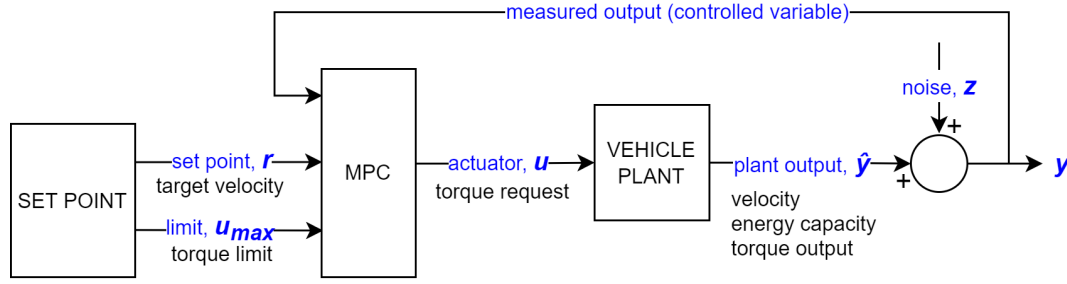 measured output (controlled variable)
noise, z
+
SET POINT
set point, r
target velocity
limit, u_max
torque limit
MPC
actuator, u
torque request
VEHICLE
PLANT
plant output, ŷ
velocity
energy capacity
torque output
+
y